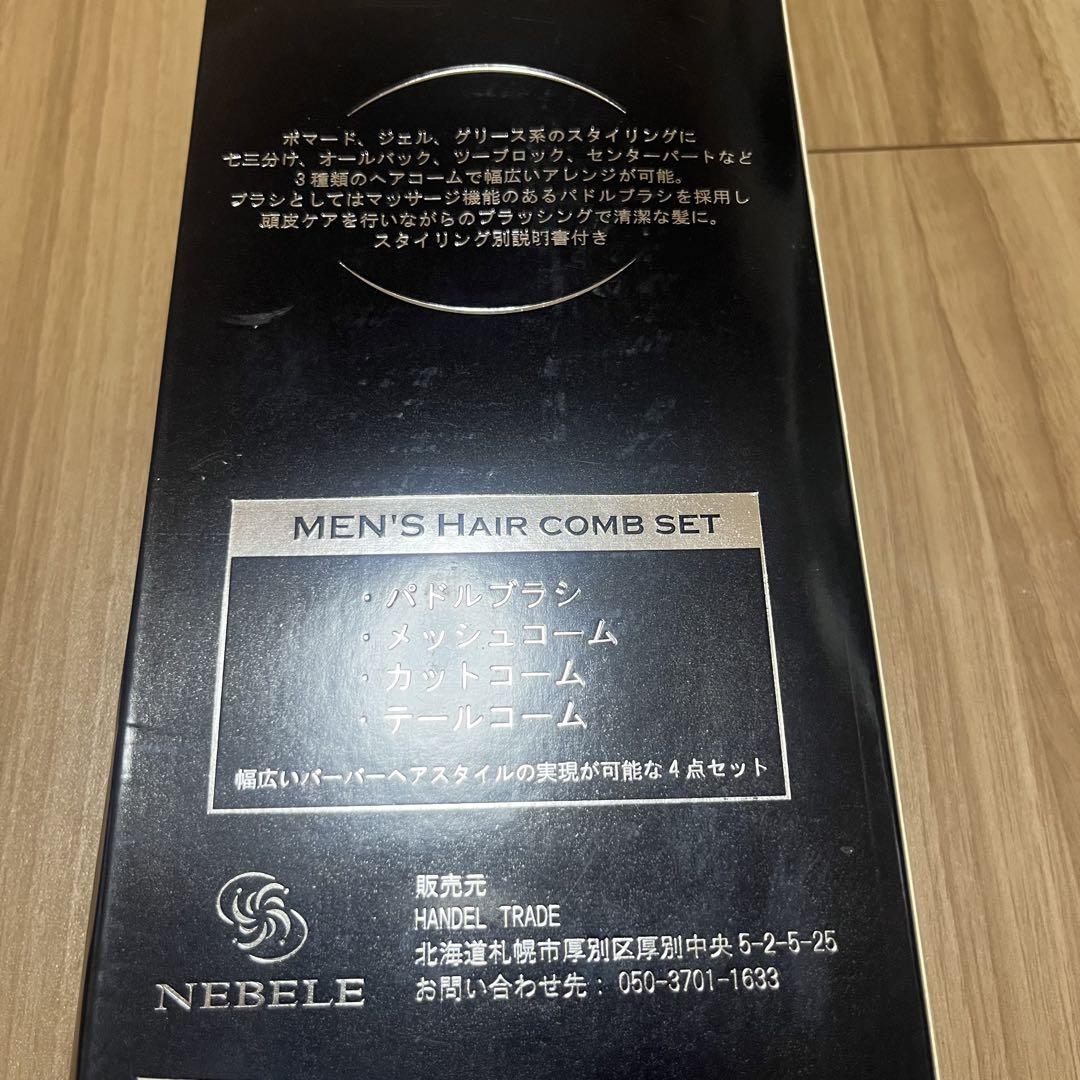 ポマード、ジェル、グリース系のスタイリングに
七三分け、オールバック、ツーブロック、センターパートなど
3種類のヘアコームで幅広いアレンジが可能。
ブラシとしてはマッサージ機能のあるパドルブラシを採用し
頭皮ケアを行いながらのブラッシングで清潔な髪に。
スタイリング別説明書付き
MEN'S HAIR COMB SET
・パドルブラシ
・メッシュコーム
・カットコーム
・テールコーム
幅広いバーバーヘアスタイルの実現が可能な4点セット
販売元
HANDEL TRADE
北海道札幌市厚別区厚別中央5-2-5-25
お問い合わせ先：050-3701-1633
NEBELE